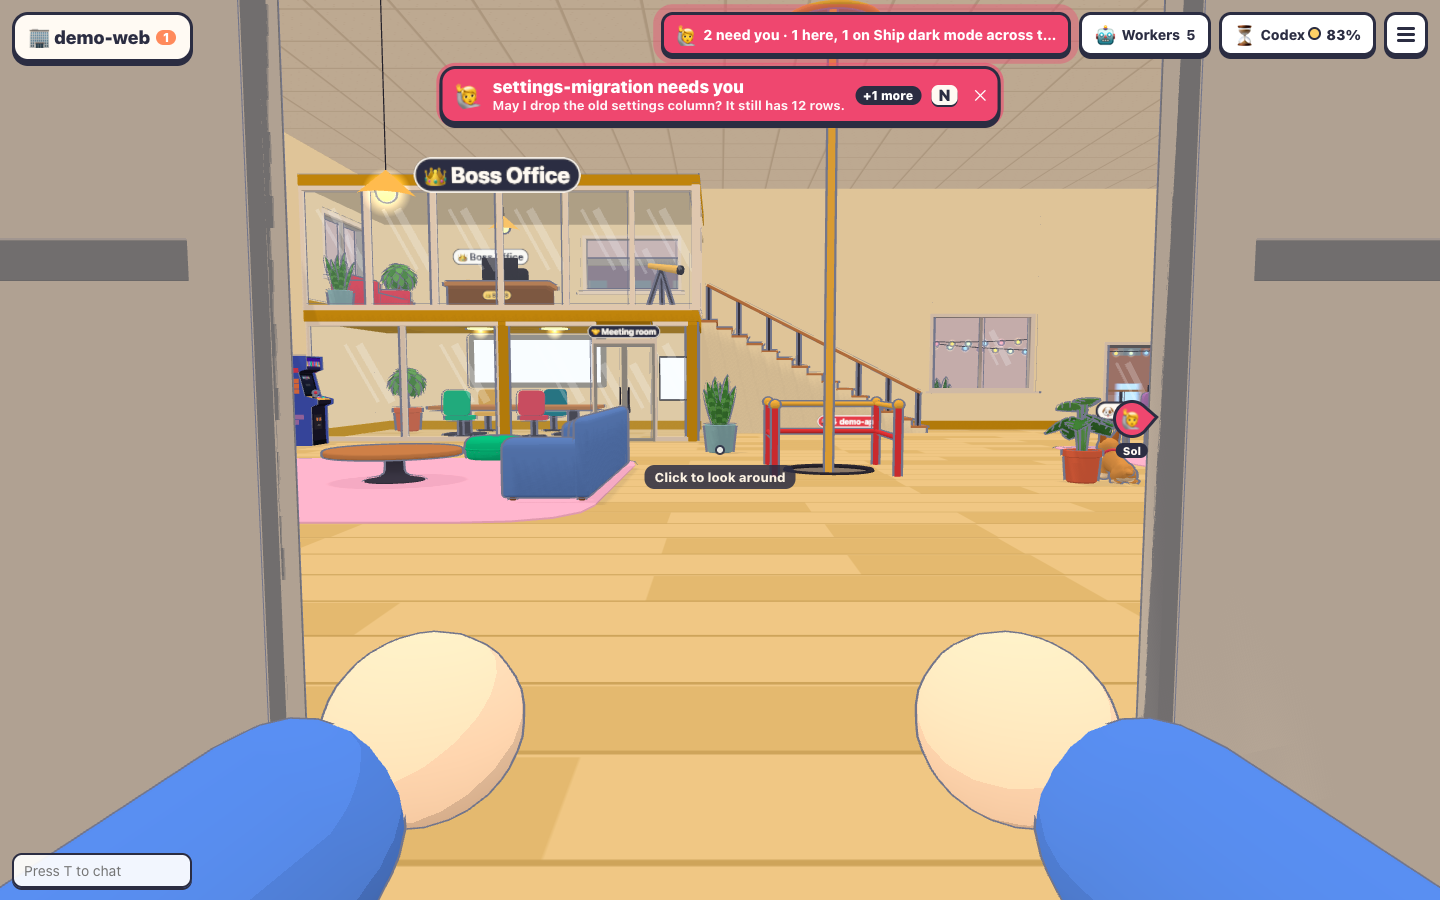 demo-web 1
2 need you · 1 here, 1 on Ship dark mode across t...
Workers 5
Codex 83%
settings-migration needs you
May I drop the old settings column? It still has 12 rows.
+1 more
N
Boss Office
Boss Office
Meeting room
Sol
Click to look around
Press T to chat